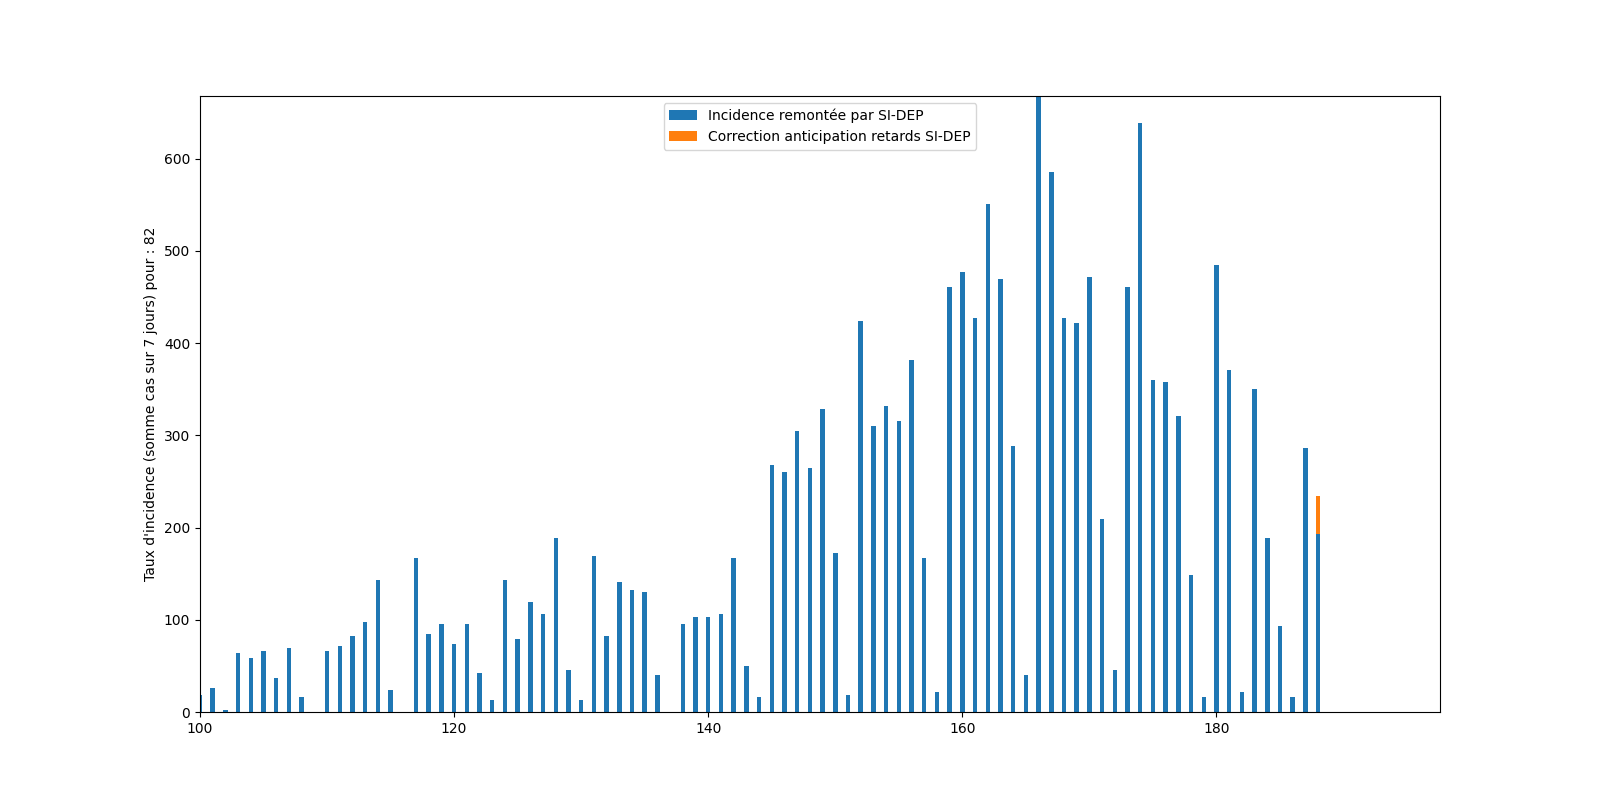 Incidence remontée par SI-DEP
Correction anticipation retards SI-DEP
Taux d'incidence (somme cas sur 7 jours) pour : 82
600
500
400
300
200
100
0
100 120 140 160 180